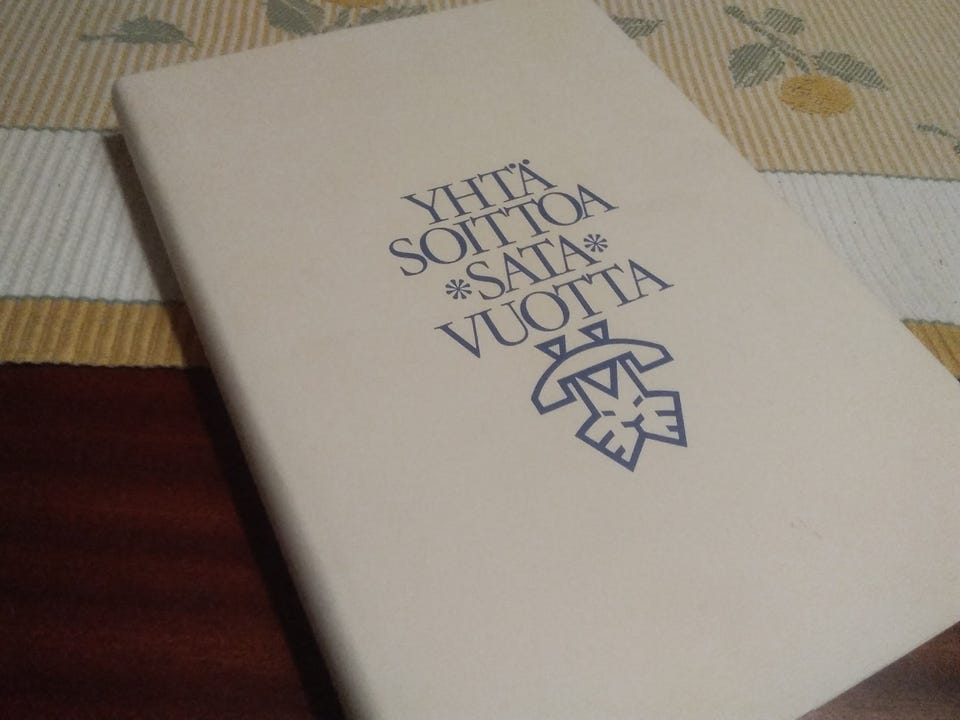 YHTÄ
SOITTOA
*SATA*
VUOTTA